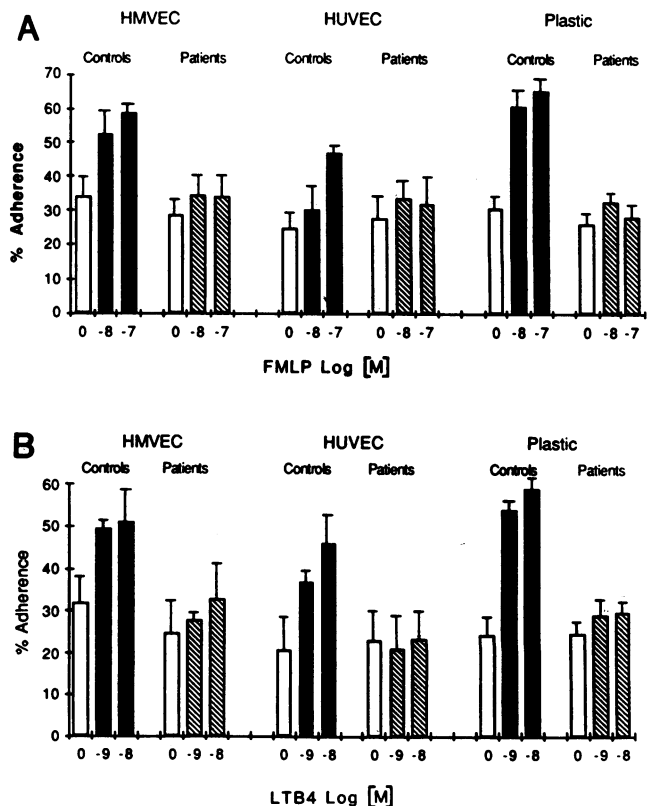 A
HMVEC HUVEC Plastic
Controls Patients Controls Patients Controls Patients
70
60
50
40
30
20
10
0
% Adherence
0 -8 -7 0 -8 -7 0 -8 -7 0 -8 -7 0 -8 -7 0 -8 -7
FMLP Log [M]
B
HMVEC HUVEC Plastic
Controls Patients Controls Patients Controls Patients
60
50
40
30
20
10
0
% Adherence
0 -9 -8 0 -9 -8 0 -9 -8 0 -9 -8 0 -9 -8 0 -9 -8
LTB4 Log [M]